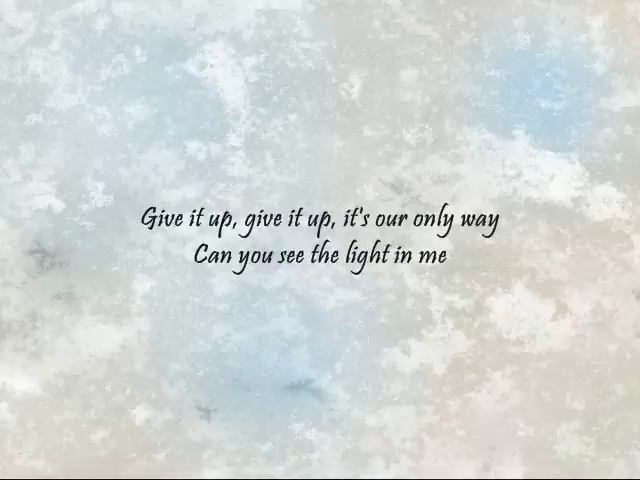 Give it up, give it up, it's our only way
Can you see the light in me